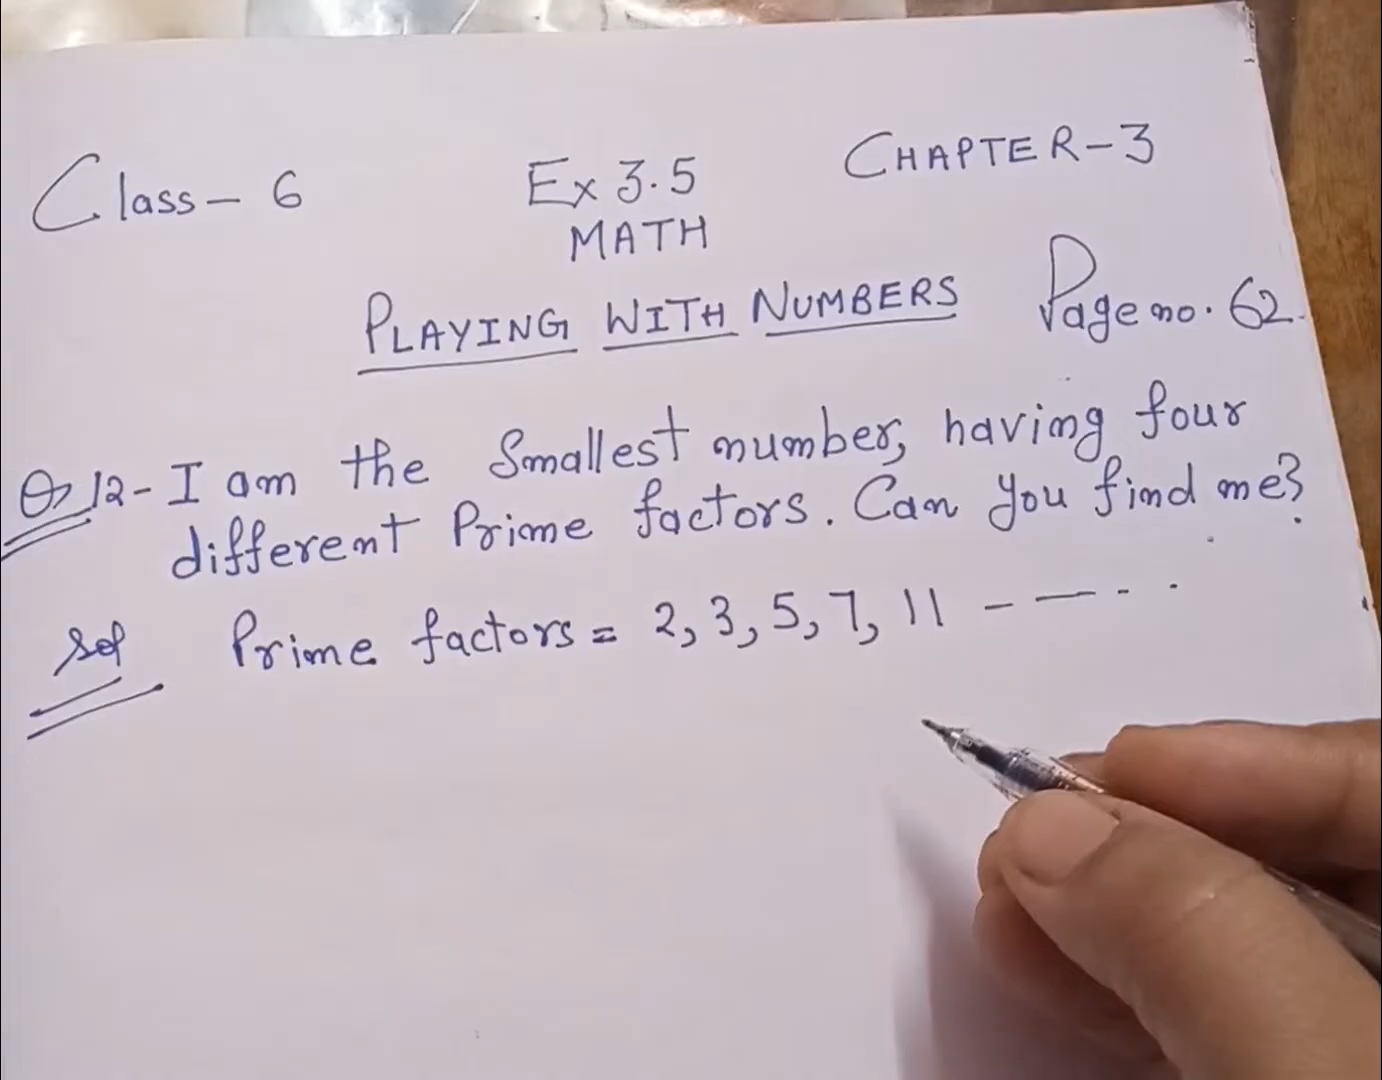 Class- 6 Ex 3.5 CHAPTER-3
MATH
PLAYING WITH NUMBERS Page no. 62.
Q 12- I am the Smallest number, having four
different Prime factors. Can you find me?
Sol Prime factors = 2, 3, 5, 7, 11 - — - .